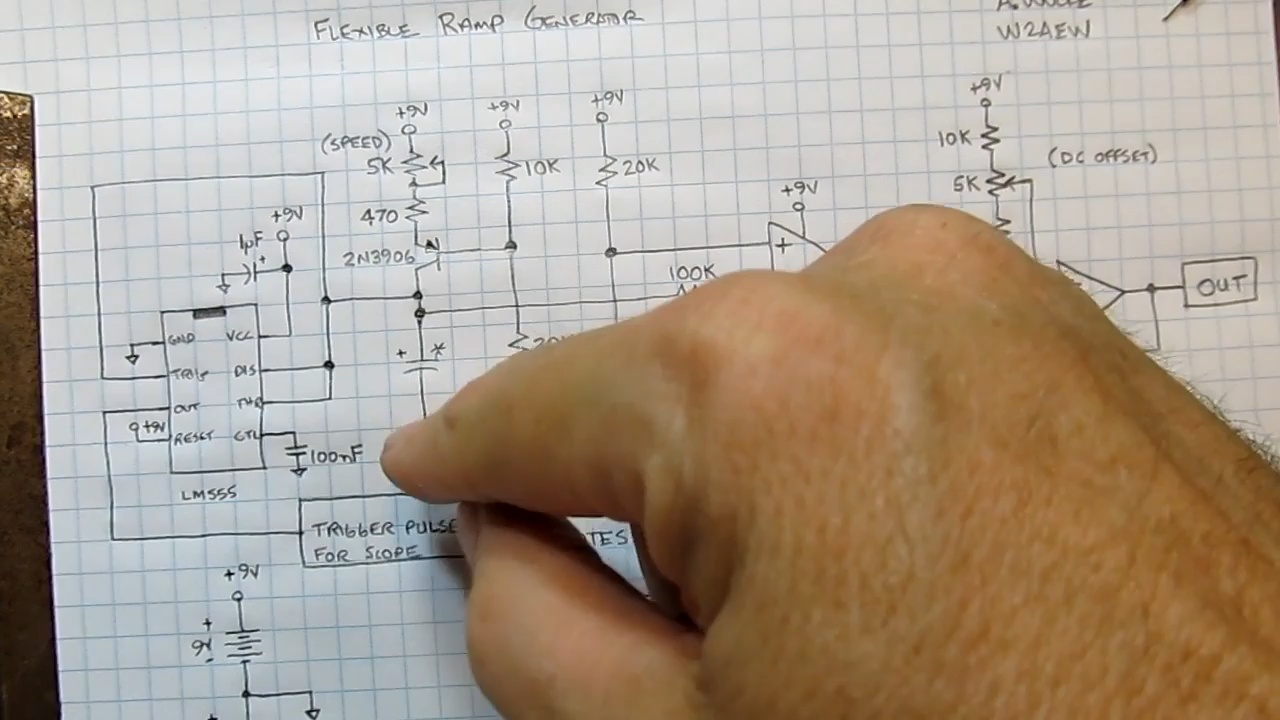 FLEXIBLE RAMP GENERATOR
W2AEW
+9V
+9V
+9V
+9V
(SPEED)
5K
10K
20K
10K
(DC OFFSET)
5K
+9V
470
+9V
1µF
+
2N3906
+
100K
OUT
GND
VCC
+
*
TRIG
DIS
OUT
THR
+9V
RESET
CTL
100nF
LM555
TRIGGER PULSE
FOR SCOPE
+9V
+
9V
-
+